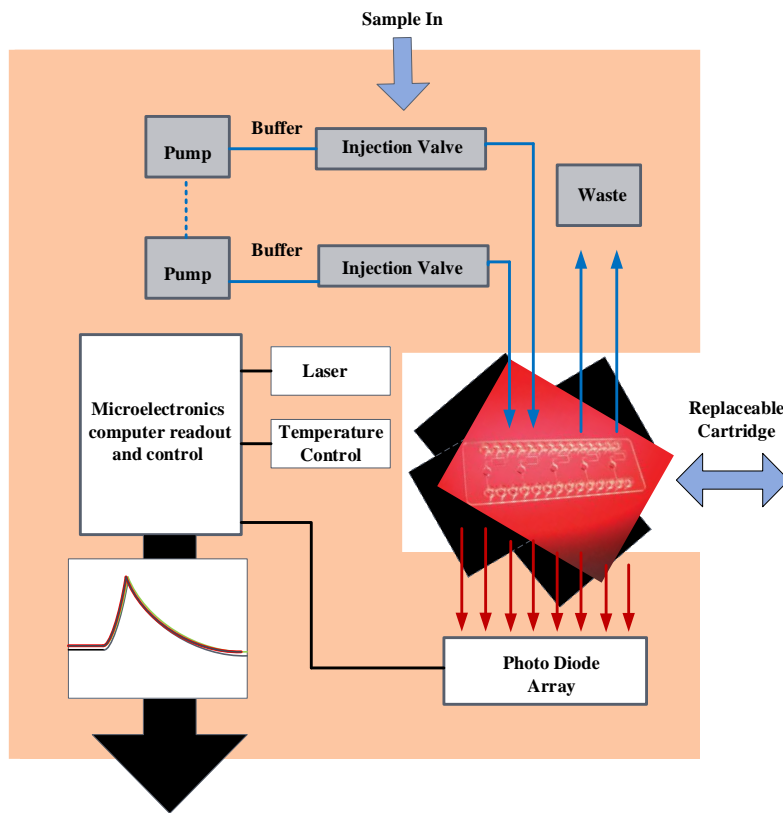 Sample In
Buffer
Pump
Injection Valve
Waste
Buffer
Pump
Injection Valve
Laser
Microelectronics
computer readout
and control
Temperature
Control
Replaceable
Cartridge
Photo Diode
Array